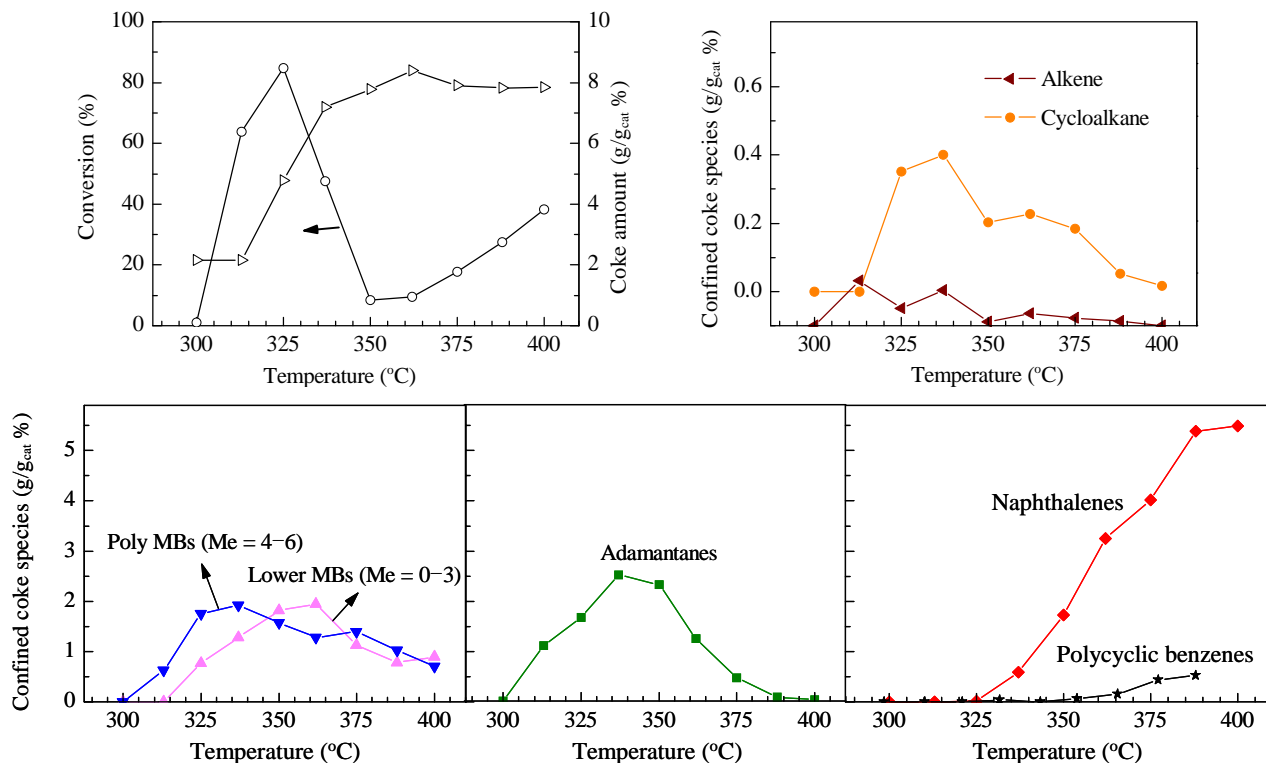 100
80
60
40
20
0
Conversion (%)
10
8
6
4
2
0
Coke amount (g/gcat %)
300 325 350 375 400
Temperature (°C)
0.6
0.4
0.2
0.0
Confined coke species (g/gcat %)
Alkene
Cycloalkane
300 325 350 375 400
Temperature (°C)
5
4
3
2
1
0
Confined coke species (g/gcat %)
Poly MBs (Me = 4−6)
Lower MBs (Me = 0−3)
300 325 350 375 400
Temperature (°C)
Adamantanes
300 325 350 375 400
Temperature (°C)
Naphthalenes
Polycyclic benzenes
300 325 350 375 400
Temperature (°C)